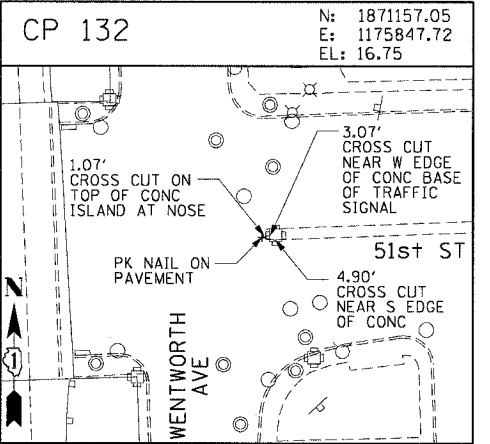 CP 132
N: 1871157.05
E: 1175847.72
EL: 16.75
3.07'
CROSS CUT
NEAR W EDGE
OF CONC BASE
OF TRAFFIC
SIGNAL
1.07'
CROSS CUT ON
TOP OF CONC
ISLAND AT NOSE
PK NAIL ON
PAVEMENT
51st ST
4.90'
CROSS CUT
NEAR S EDGE
OF CONC
N
1
WENTWORTH
AVE